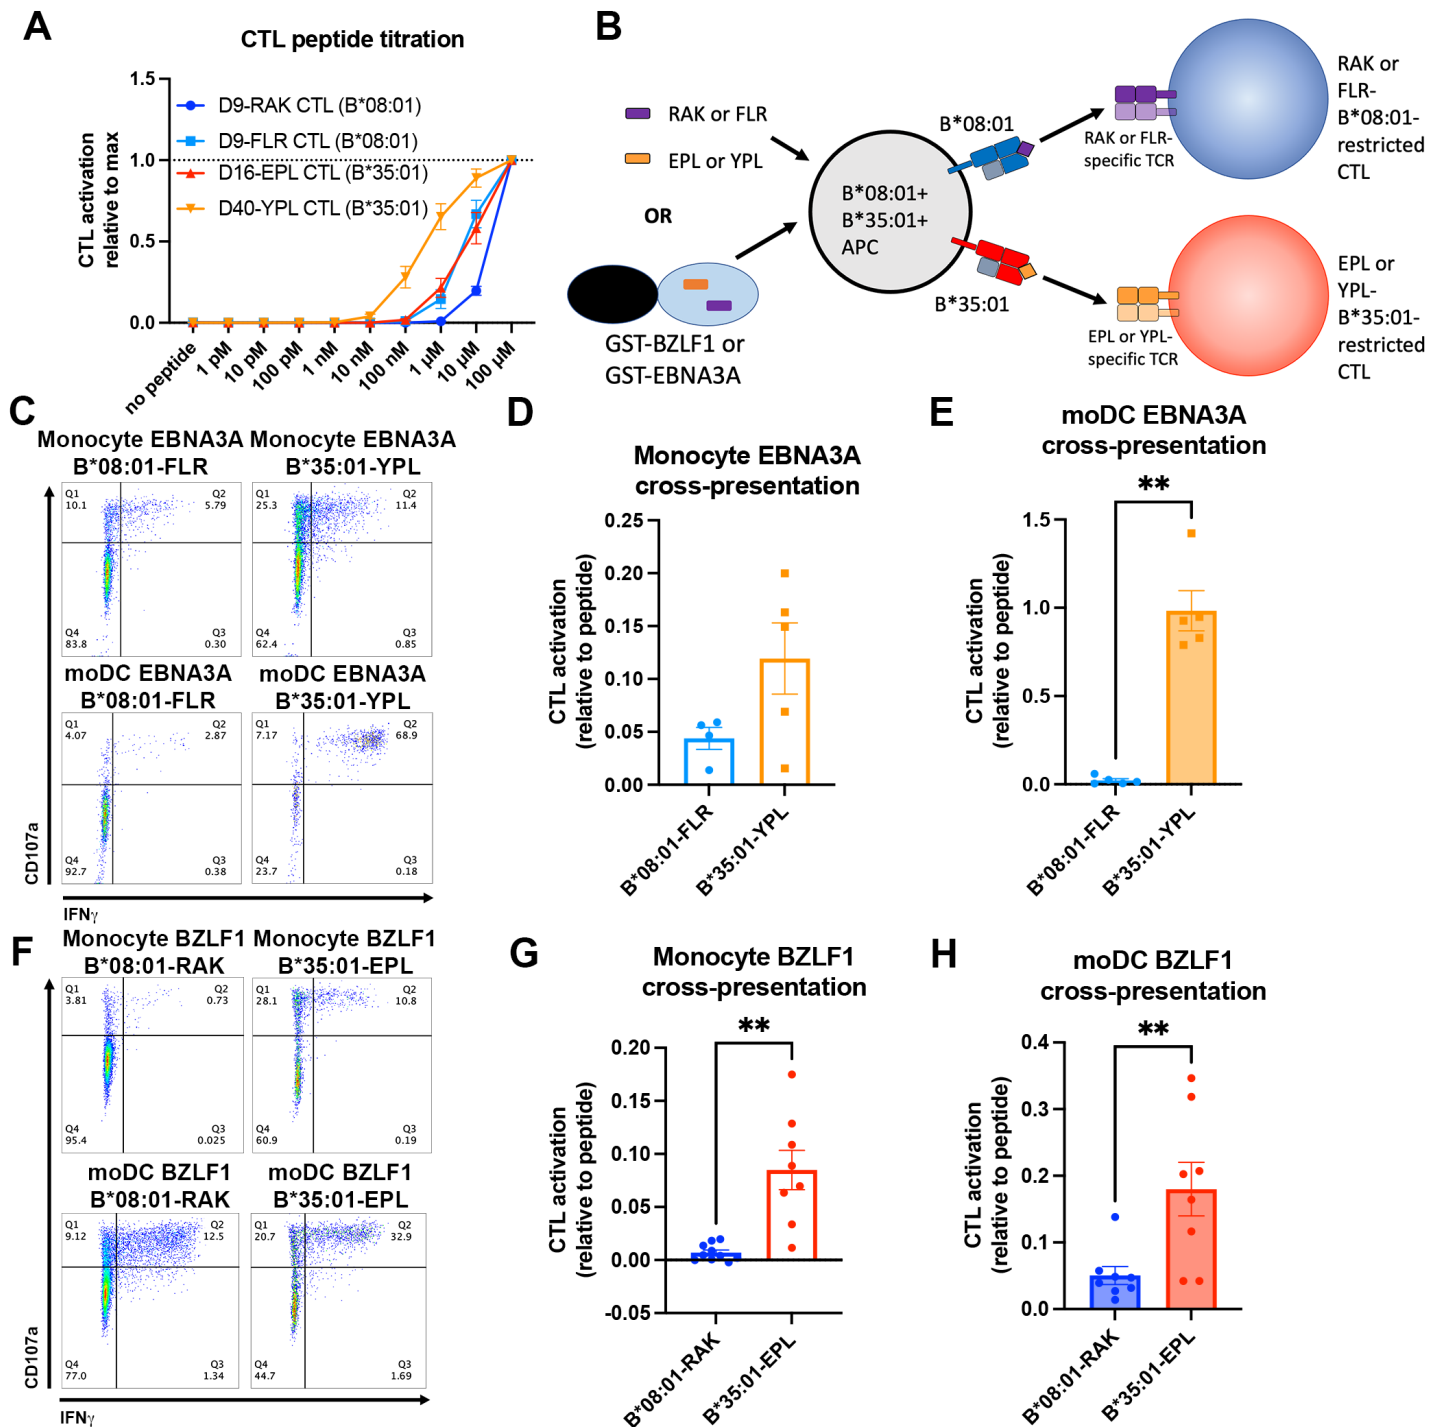 A
CTL peptide titration
CTL activation
relative to max
1.5
1.0
0.5
0.0
D9-RAK CTL (B*08:01)
D9-FLR CTL (B*08:01)
D16-EPL CTL (B*35:01)
D40-YPL CTL (B*35:01)
no peptide
1 pM
10 pM
100 pM
1 nM
10 nM
100 nM
1 µM
10 µM
100 µM
B
RAK or FLR
EPL or YPL
OR
GST-BZLF1 or
GST-EBNA3A
B*08:01+
B*35:01+
APC
B*08:01
B*35:01
RAK or FLR-
specific TCR
EPL or YPL-
specific TCR
RAK or
FLR-
B*08:01-
restricted
CTL
EPL or
YPL-
B*35:01-
restricted
CTL
C
Monocyte EBNA3A
B*08:01-FLR
Q1
10.1
Q2
5.79
Q4
83.8
Q3
0.30
Monocyte EBNA3A
B*35:01-YPL
Q1
25.3
Q2
11.4
Q4
62.4
Q3
0.85
moDC EBNA3A
B*08:01-FLR
Q1
4.07
Q2
2.87
Q4
92.7
Q3
0.38
moDC EBNA3A
B*35:01-YPL
Q1
7.17
Q2
68.9
Q4
23.7
Q3
0.18
CD107a
IFNγ
D
Monocyte EBNA3A
cross-presentation
CTL activation
(relative to peptide)
0.25
0.20
0.15
0.10
0.05
0.00
B*08:01-FLR
B*35:01-YPL
E
moDC EBNA3A
cross-presentation
**
CTL activation
(relative to peptide)
1.5
1.0
0.5
0.0
B*08:01-FLR
B*35:01-YPL
F
Monocyte BZLF1
B*08:01-RAK
Q1
3.81
Q2
0.73
Q4
95.4
Q3
0.025
Monocyte BZLF1
B*35:01-EPL
Q1
28.1
Q2
10.8
Q4
60.9
Q3
0.19
moDC BZLF1
B*08:01-RAK
Q1
9.12
Q2
12.5
Q4
77.0
Q3
1.34
moDC BZLF1
B*35:01-EPL
Q1
20.7
Q2
32.9
Q4
44.7
Q3
1.69
CD107a
IFNγ
G
Monocyte BZLF1
cross-presentation
**
CTL activation
(relative to peptide)
0.20
0.15
0.10
0.05
0.00
-0.05
B*08:01-RAK
B*35:01-EPL
H
moDC BZLF1
cross-presentation
**
CTL activation
(relative to peptide)
0.4
0.3
0.2
0.1
0.0
B*08:01-RAK
B*35:01-EPL